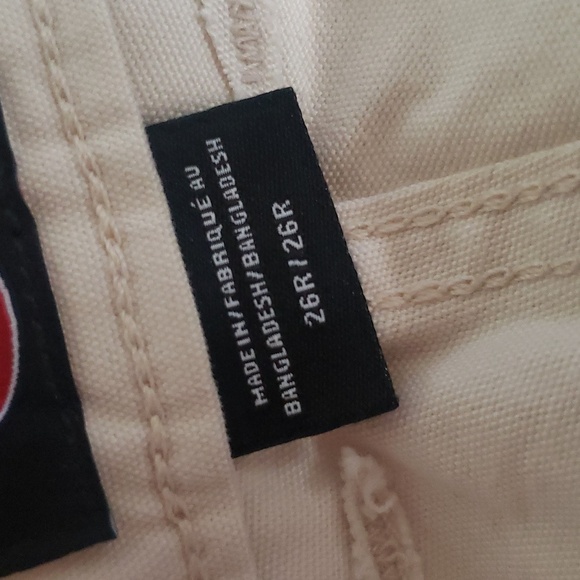 MADE IN/FABRIQUÉ AU
BANGLADESH/BANGLADESH
26R/26R